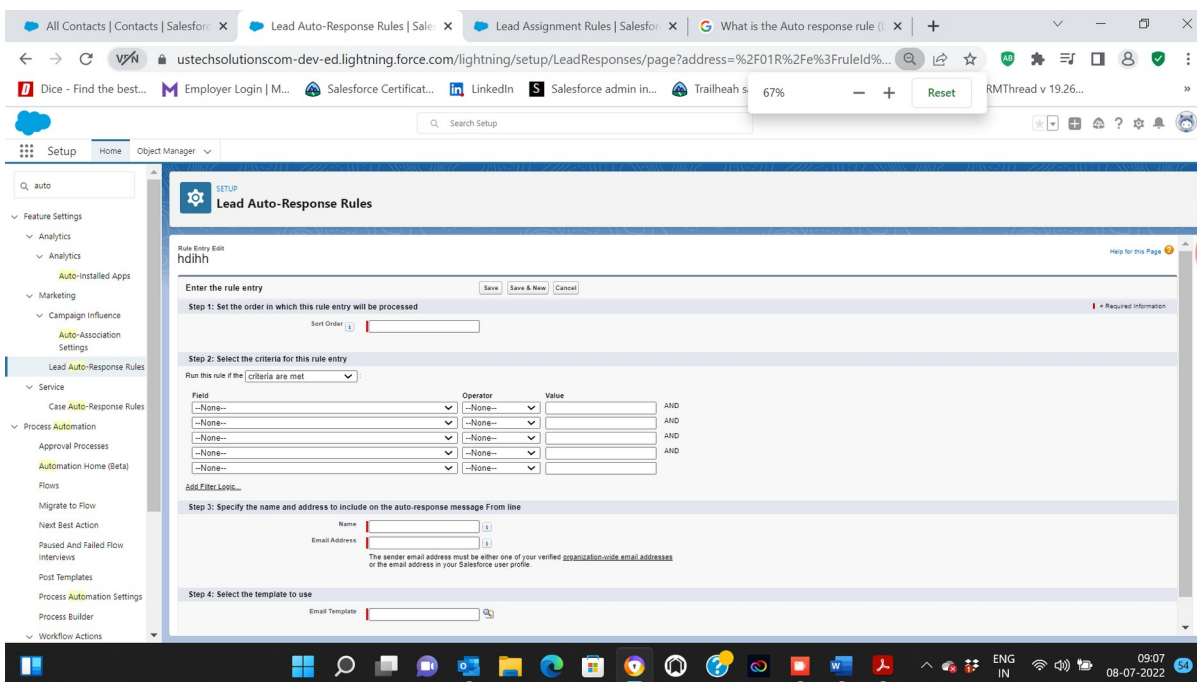 All Contacts | Contacts | Salesforc
Lead Auto-Response Rules | Sale
Lead Assignment Rules | Salesfor
What is the Auto response rule (
ustechsolutionscom-dev-ed.lightning.force.com/lightning/setup/LeadResponses/page?address=%2F01R%2Fe%3FruleId%...
Dice - Find the best...
Employer Login | M...
Salesforce Certificat...
LinkedIn
Salesforce admin in...
Trailheah s
67%
Reset
RMThread v 19.26...
Search Setup
Setup
Home
Object Manager
auto
Feature Settings
Analytics
Analytics
Auto-Installed Apps
Marketing
Campaign Influence
Auto-Association
Settings
Lead Auto-Response Rules
Service
Case Auto-Response Rules
Process Automation
Approval Processes
Automation Home (Beta)
Flows
Migrate to Flow
Next Best Action
Paused And Failed Flow
Interviews
Post Templates
Process Automation Settings
Process Builder
Workflow Actions
SETUP
Lead Auto-Response Rules
Rule Entry Edit
hdihh
Help for this Page
Enter the rule entry
Save
Save & New
Cancel
Step 1: Set the order in which this rule entry will be processed
= Required Information
Sort Order
Step 2: Select the criteria for this rule entry
Run this rule if the criteria are met :
Field Operator Value
--None-- --None-- AND
--None-- --None-- AND
--None-- --None-- AND
--None-- --None-- AND
--None-- --None--
Add Filter Logic...
Step 3: Specify the name and address to include on the auto-response message From line
Name
Email Address
The sender email address must be either one of your verified organization-wide email addresses
or the email address in your Salesforce user profile.
Step 4: Select the template to use
Email Template
ENG
IN
09:07
08-07-2022
54